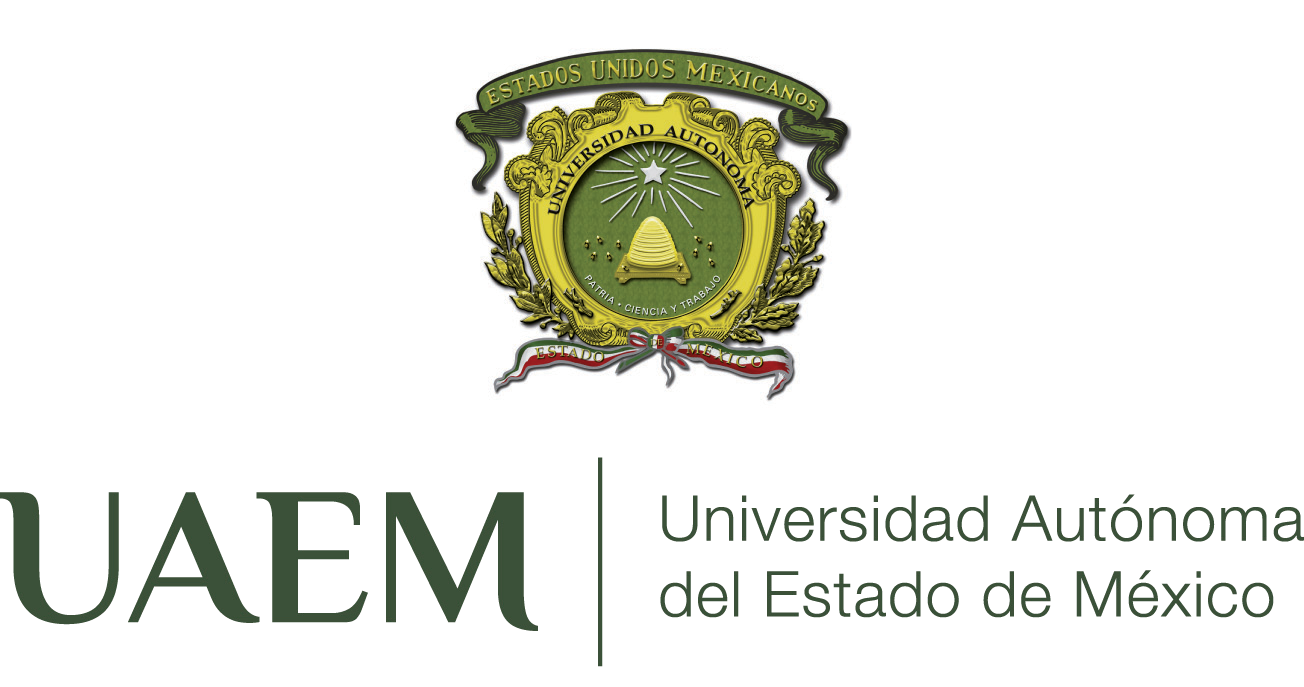 ESTADOS UNIDOS MEXICANOS
UNIVERSIDAD AUTONOMA
PATRIA • CIENCIA Y TRABAJO
ESTADO DE MÉXICO
UAEM
Universidad Autónoma
del Estado de México